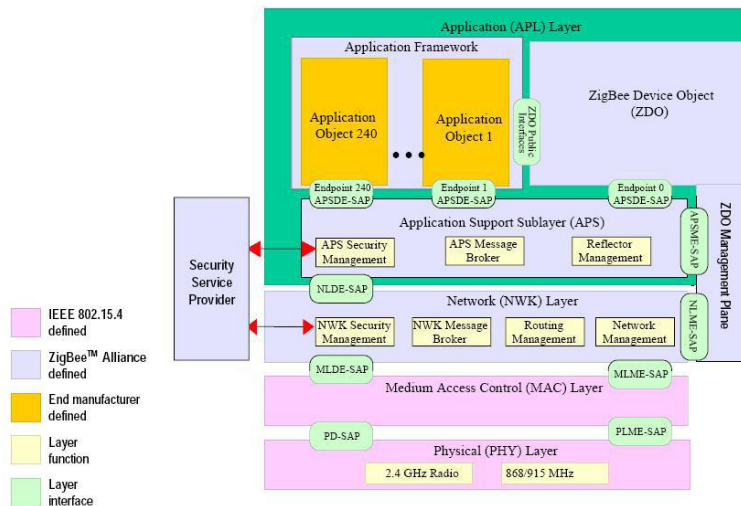 Application (APL) Layer
Application Framework
Application
Object 240
...
Application
Object 1
ZDO Public
Interfaces
ZigBee Device Object
(ZDO)
Endpoint 240
APSDE-SAP
Endpoint 1
APSDE-SAP
Endpoint 0
APSDE-SAP
Application Support Sublayer (APS)
APS Security
Management
APS Message
Broker
Reflector
Management
APSME-SAP
ZDO Management Plane
Security
Service
Provider
NLDE-SAP
Network (NWK) Layer
NWK Security
Management
NWK Message
Broker
Routing
Management
Network
Management
NLME-SAP
MLDE-SAP
MLME-SAP
Medium Access Control (MAC) Layer
PD-SAP
PLME-SAP
Physical (PHY) Layer
2.4 GHz Radio
868/915 MHz
IEEE 802.15.4
defined
ZigBee™ Alliance
defined
End manufacturer
defined
Layer
function
Layer
interface